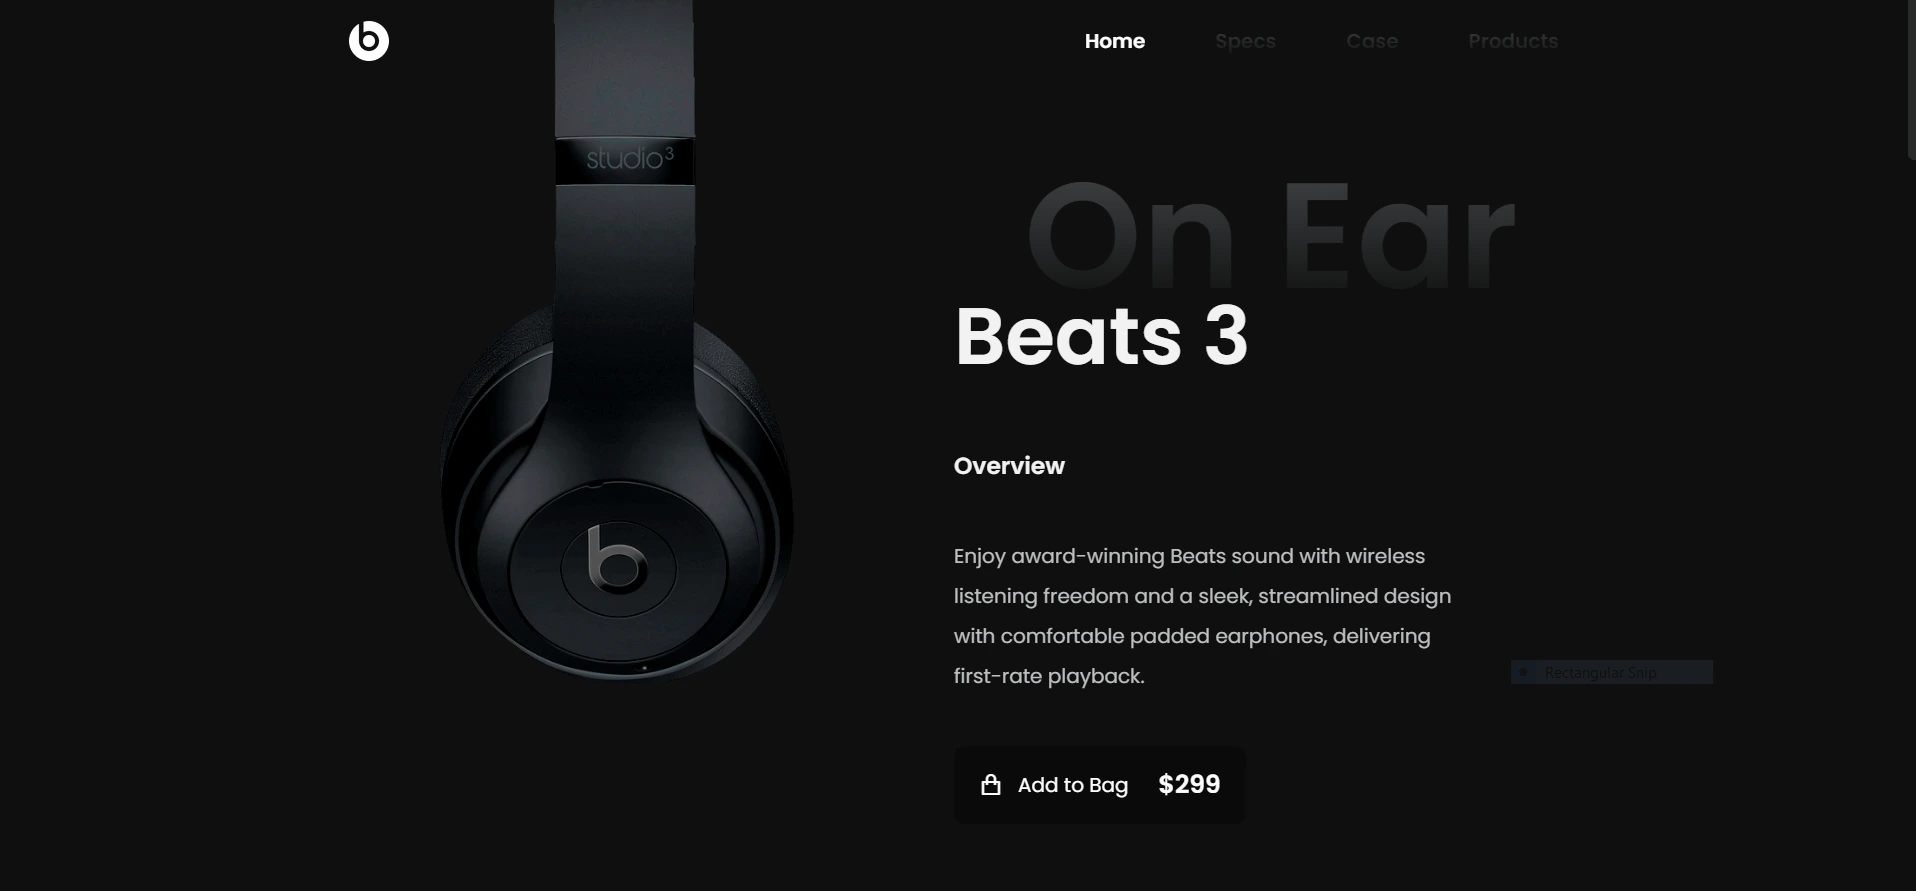 Home Specs Case Products
studio3
On Ear
Beats 3
Overview
Enjoy award-winning Beats sound with wireless
listening freedom and a sleek, streamlined design
with comfortable padded earphones, delivering
first-rate playback.
Rectangular Snip
Add to Bag $299